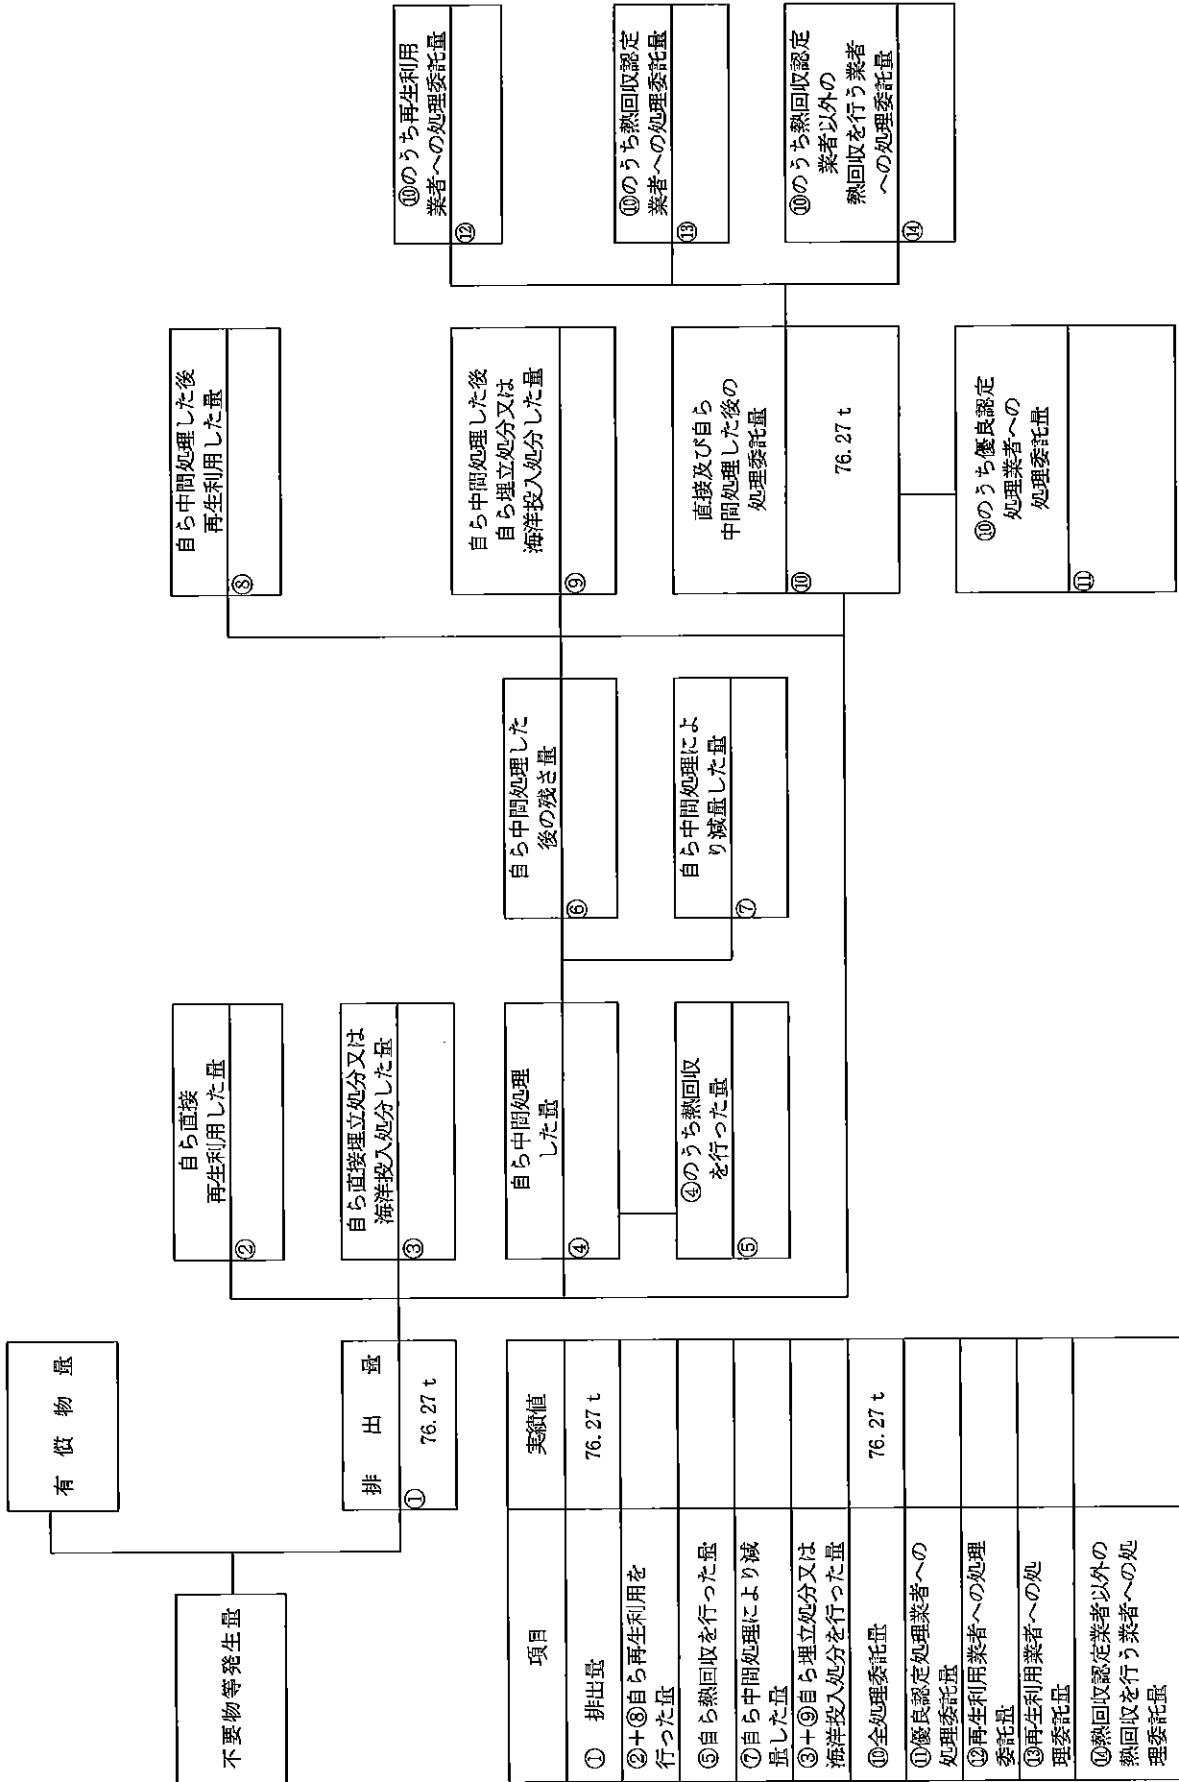 不要物等発生量
有償物量
排出量
①
76.27 t
自ら直接
再生利用した量
②
自ら直接埋立処分又は
海洋投入処分した量
③
自ら中間処理
した量
④
④のうち熱回収
を行った量
⑤
自ら中間処理した
後の残さ量
⑥
自ら中間処理によ
り減量した量
⑦
自ら中間処理した後
再生利用した量
⑧
自ら中間処理した後
自ら埋立処分又は
海洋投入処分した量
⑨
直接及び自ら
中間処理した後の
処理委託量
⑩
76.27 t
⑩のうち優良認定
処理業者への
処理委託量
⑪
⑩のうち再生利用
業者への処理委託量
⑫
⑩のうち熱回収認定
業者への処理委託量
⑬
⑩のうち熱回収認定
業者以外の
熱回収を行う業者
への処理委託量
⑭
項目 実績値
① 排出量 76.27 t
②+⑧自ら再生利用を
行った量
⑤自ら熱回収を行った量
⑦自ら中間処理により減
量した量
③+⑨自ら埋立処分又は
海洋投入処分を行った量
⑩全処理委託量 76.27 t
⑪優良認定処理業者への
処理委託量
⑫再生利用業者への処理
委託量
⑬再生利用業者への処
理委託量
⑭熱回収認定業者以外の
熱回収を行う業者への処
理委託量